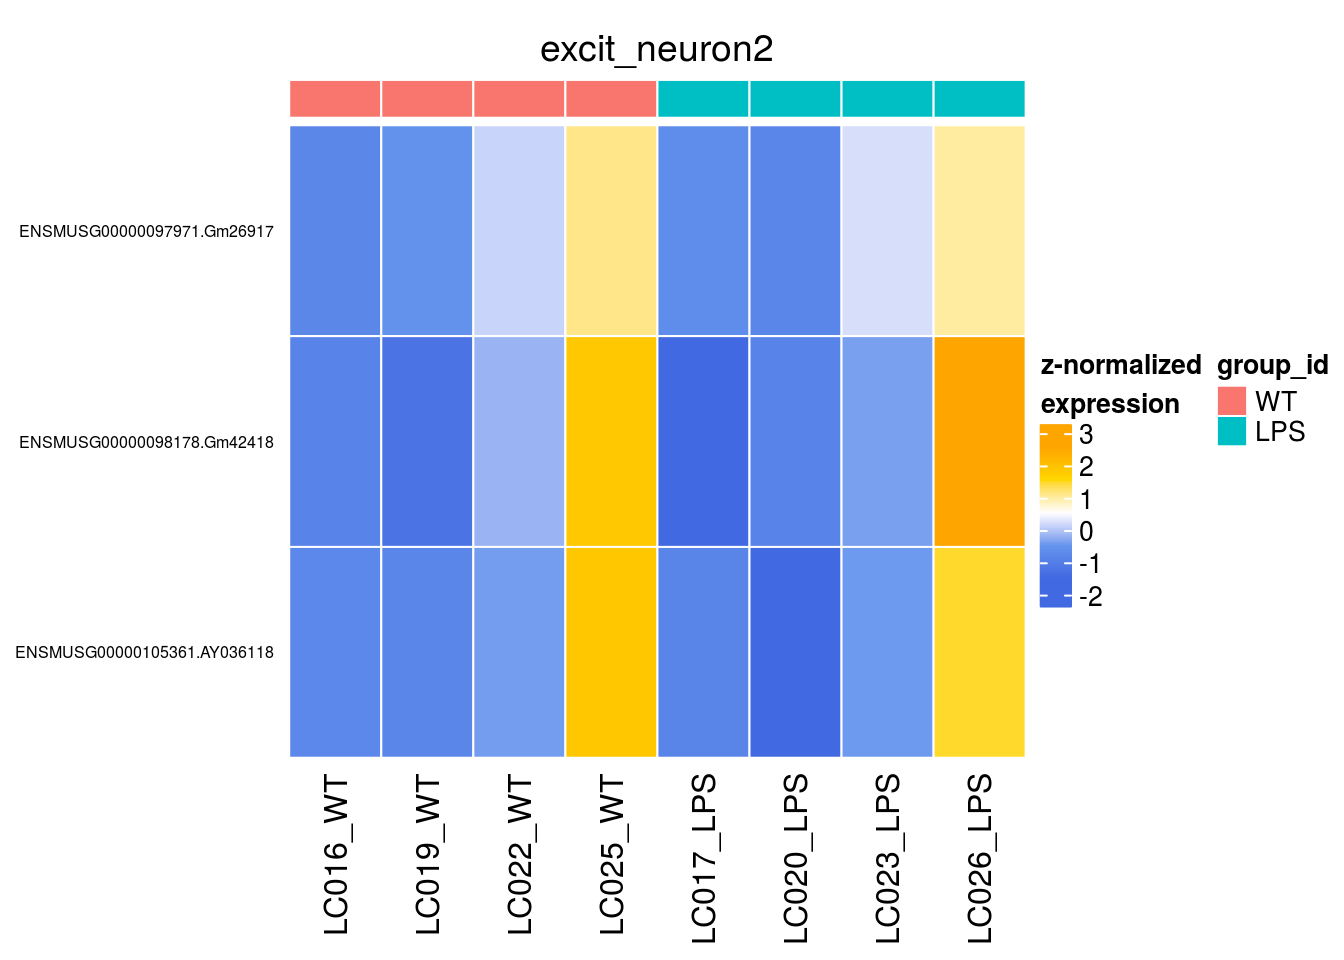 excit_neuron2
ENSMUSG00000097971.Gm26917
ENSMUSG00000098178.Gm42418
ENSMUSG00000105361.AY036118
LC016_WT
LC019_WT
LC022_WT
LC025_WT
LC017_LPS
LC020_LPS
LC023_LPS
LC026_LPS
z-normalized
expression
3
2
1
0
-1
-2
group_id
WT
LPS